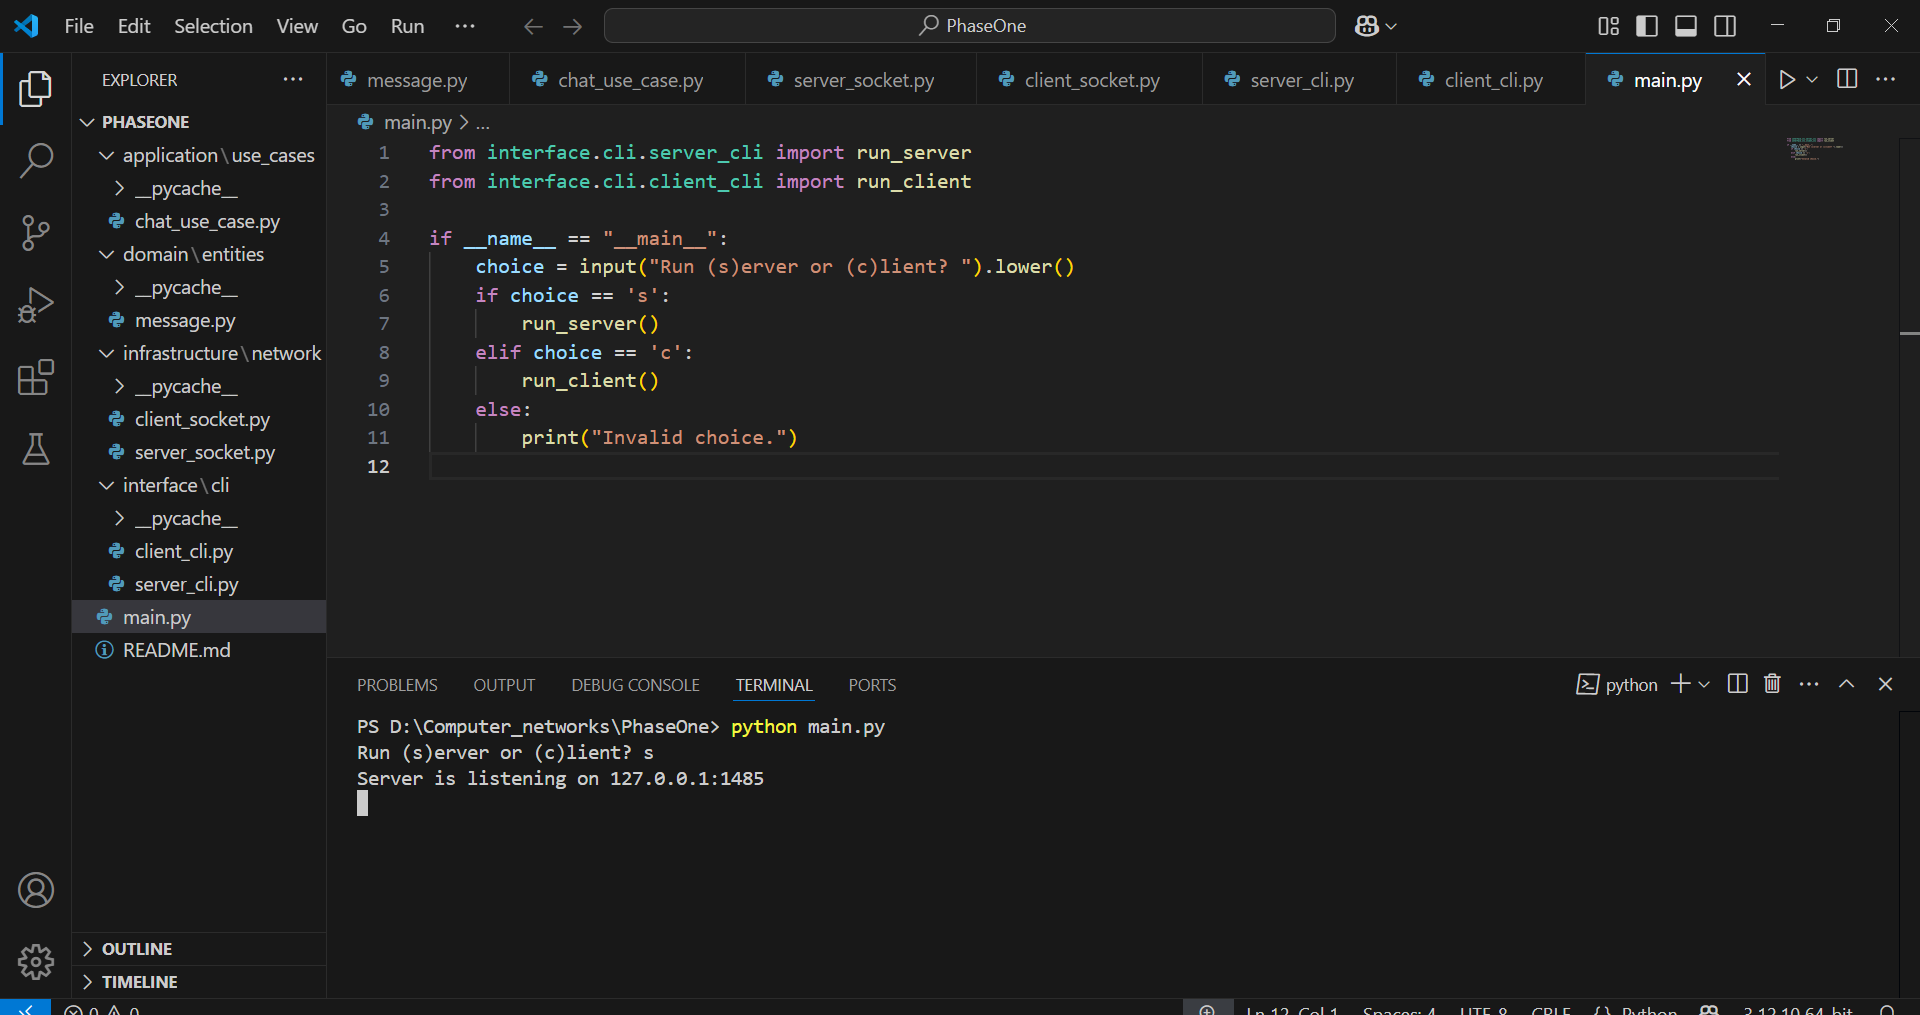 File Edit Selection View Go Run ···
PhaseOne
EXPLORER
PHASEONE
application\use_cases
__pycache__
chat_use_case.py
domain\entities
__pycache__
message.py
infrastructure\network
__pycache__
client_socket.py
server_socket.py
interface\cli
__pycache__
client_cli.py
server_cli.py
main.py
README.md
OUTLINE
TIMELINE
message.py chat_use_case.py server_socket.py client_socket.py server_cli.py client_cli.py main.py
main.py > ...
1 from interface.cli.server_cli import run_server
2 from interface.cli.client_cli import run_client
3
4 if __name__ == "__main__":
5 choice = input("Run (s)erver or (c)lient? ").lower()
6 if choice == 's':
7 run_server()
8 elif choice == 'c':
9 run_client()
10 else:
11 print("Invalid choice.")
12
PROBLEMS OUTPUT DEBUG CONSOLE TERMINAL PORTS
python
PS D:\Computer_networks\PhaseOne> python main.py
Run (s)erver or (c)lient? s
Server is listening on 127.0.0.1:1485
0 0 Ln 12, Col 1 Spaces: 4 UTF-8 CRLF {} Python 3.12.10 64-bit